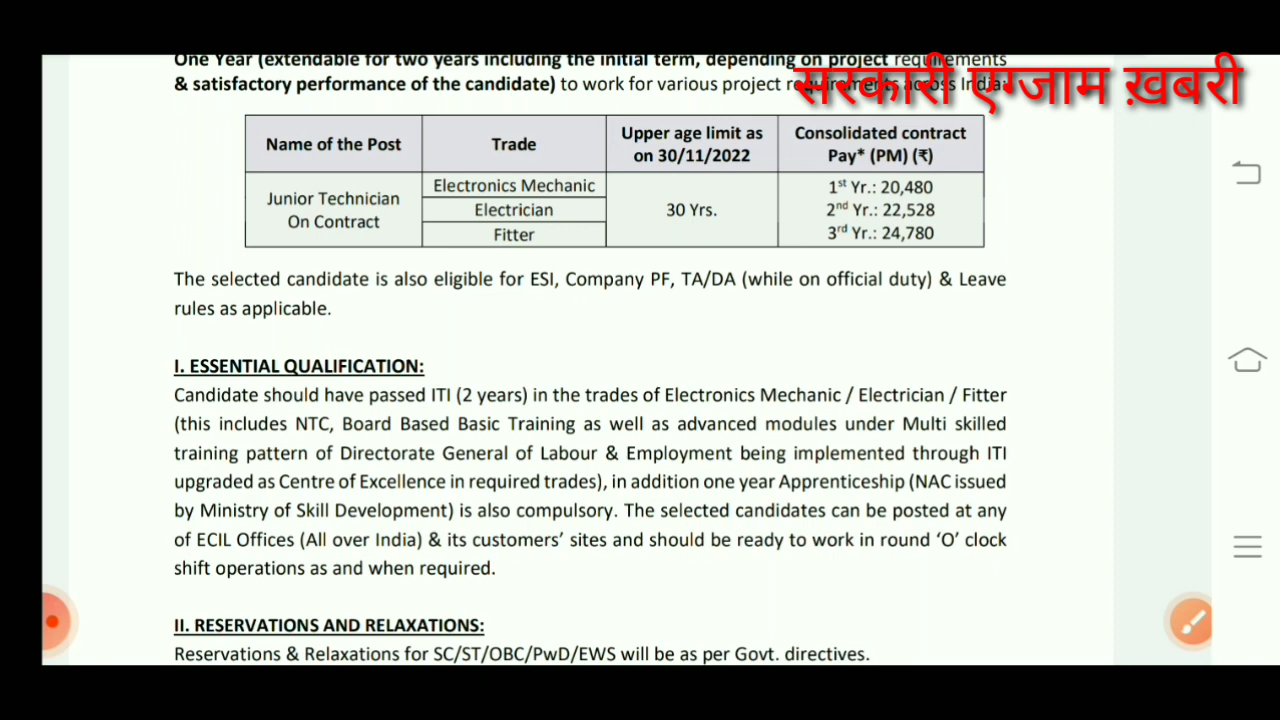 One Year (extendable for two years including the initial term, depending on project requirements
& satisfactory performance of the candidate) to work for various project requirements across India:
सरकारी एग्जाम ख़बरी
Name of the Post Trade Upper age limit as on 30/11/2022 Consolidated contract Pay* (PM) (₹)
Junior Technician On Contract
Electronics Mechanic
Electrician
Fitter
30 Yrs.
1st Yr.: 20,480
2nd Yr.: 22,528
3rd Yr.: 24,780
The selected candidate is also eligible for ESI, Company PF, TA/DA (while on official duty) & Leave
rules as applicable.
I. ESSENTIAL QUALIFICATION:
Candidate should have passed ITI (2 years) in the trades of Electronics Mechanic / Electrician / Fitter
(this includes NTC, Board Based Basic Training as well as advanced modules under Multi skilled
training pattern of Directorate General of Labour & Employment being implemented through ITI
upgraded as Centre of Excellence in required trades), in addition one year Apprenticeship (NAC issued
by Ministry of Skill Development) is also compulsory. The selected candidates can be posted at any
of ECIL Offices (All over India) & its customers’ sites and should be ready to work in round ‘O’ clock
shift operations as and when required.
II. RESERVATIONS AND RELAXATIONS:
Reservations & Relaxations for SC/ST/OBC/PwD/EWS will be as per Govt. directives.